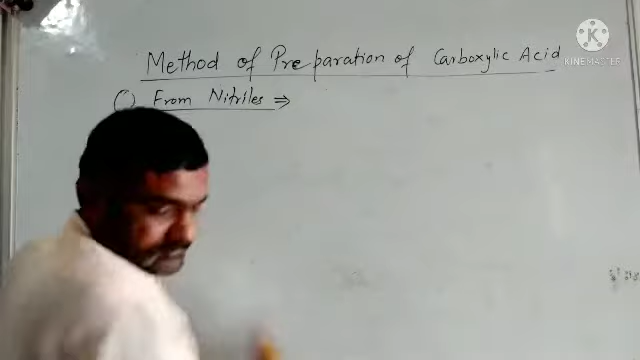 Method of Preparation of Carboxylic Acid
KINEMASTER
From Nitriles ⇒